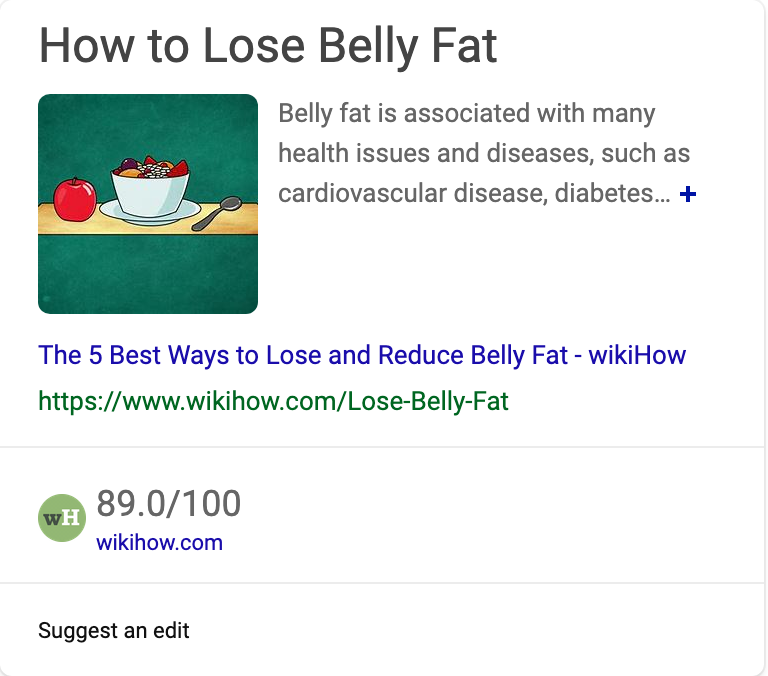 How to Lose Belly Fat
Belly fat is associated with many
health issues and diseases, such as
cardiovascular disease, diabetes... +
The 5 Best Ways to Lose and Reduce Belly Fat - wikiHow
https://www.wikihow.com/Lose-Belly-Fat
wH
89.0/100
wikihow.com
Suggest an edit